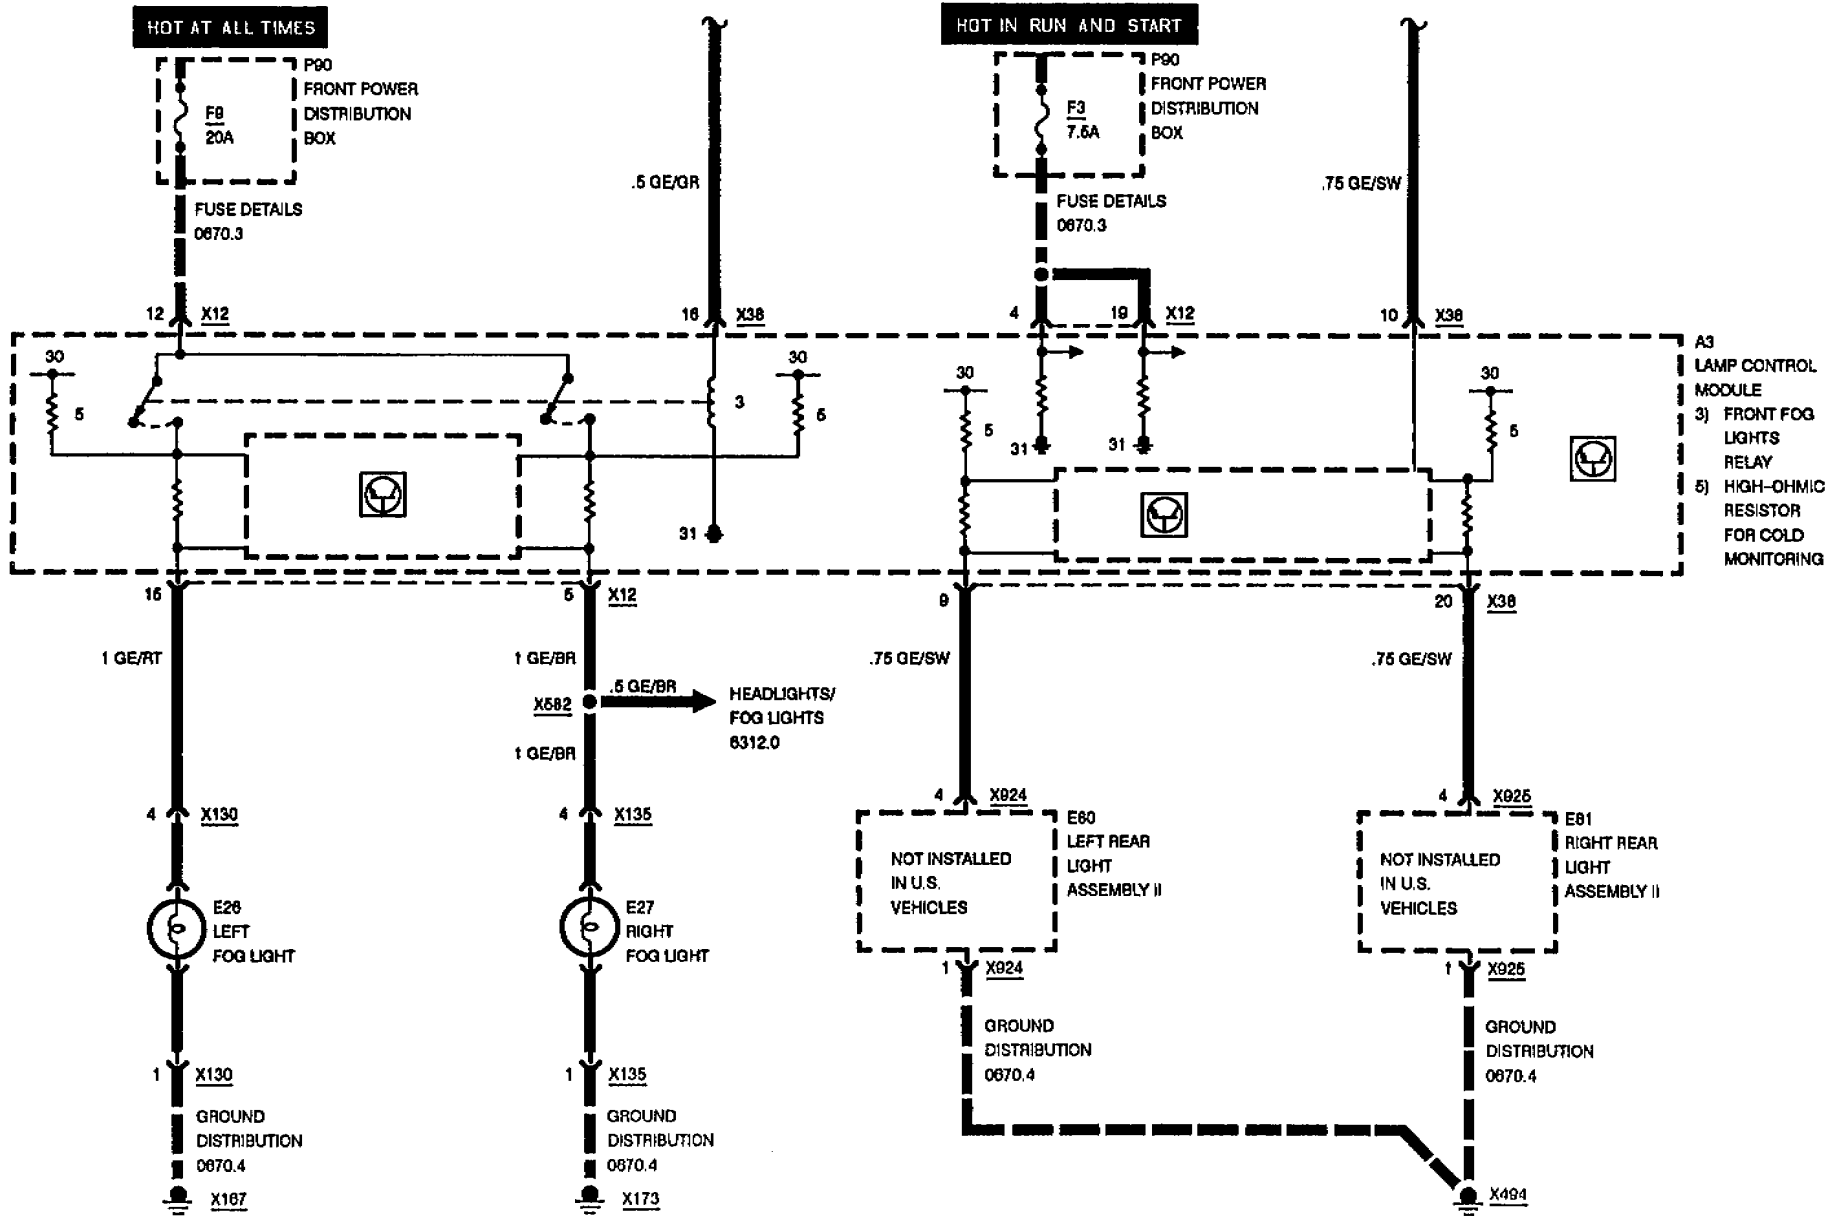 HOT AT ALL TIMES
P90
FRONT POWER
DISTRIBUTION
BOX
F9
20A
FUSE DETAILS
0670.3
.5 GE/GR
HOT IN RUN AND START
P90
FRONT POWER
DISTRIBUTION
BOX
F3
7.5A
FUSE DETAILS
0670.3
.75 GE/SW
12
X12
16
X38
4
19
X12
10
X38
30
5
3
30
5
31
30
5
31
31
30
5
A3
LAMP CONTROL
MODULE
3) FRONT FOG
LIGHTS
RELAY
5) HIGH-OHMIC
RESISTOR
FOR COLD
MONITORING
15
5
X12
9
20
X38
1 GE/RT
1 GE/BR
.75 GE/SW
.75 GE/SW
X582
.5 GE/BR
HEADLIGHTS/
FOG LIGHTS
6312.0
1 GE/BR
4
X130
4
X135
4
X924
4
X925
E26
LEFT
FOG LIGHT
E27
RIGHT
FOG LIGHT
NOT INSTALLED
IN U.S.
VEHICLES
E60
LEFT REAR
LIGHT
ASSEMBLY II
NOT INSTALLED
IN U.S.
VEHICLES
E61
RIGHT REAR
LIGHT
ASSEMBLY II
1
X924
1
X925
GROUND
DISTRIBUTION
0670.4
GROUND
DISTRIBUTION
0670.4
1
X130
1
X135
GROUND
DISTRIBUTION
0670.4
GROUND
DISTRIBUTION
0670.4
X167
X173
X494